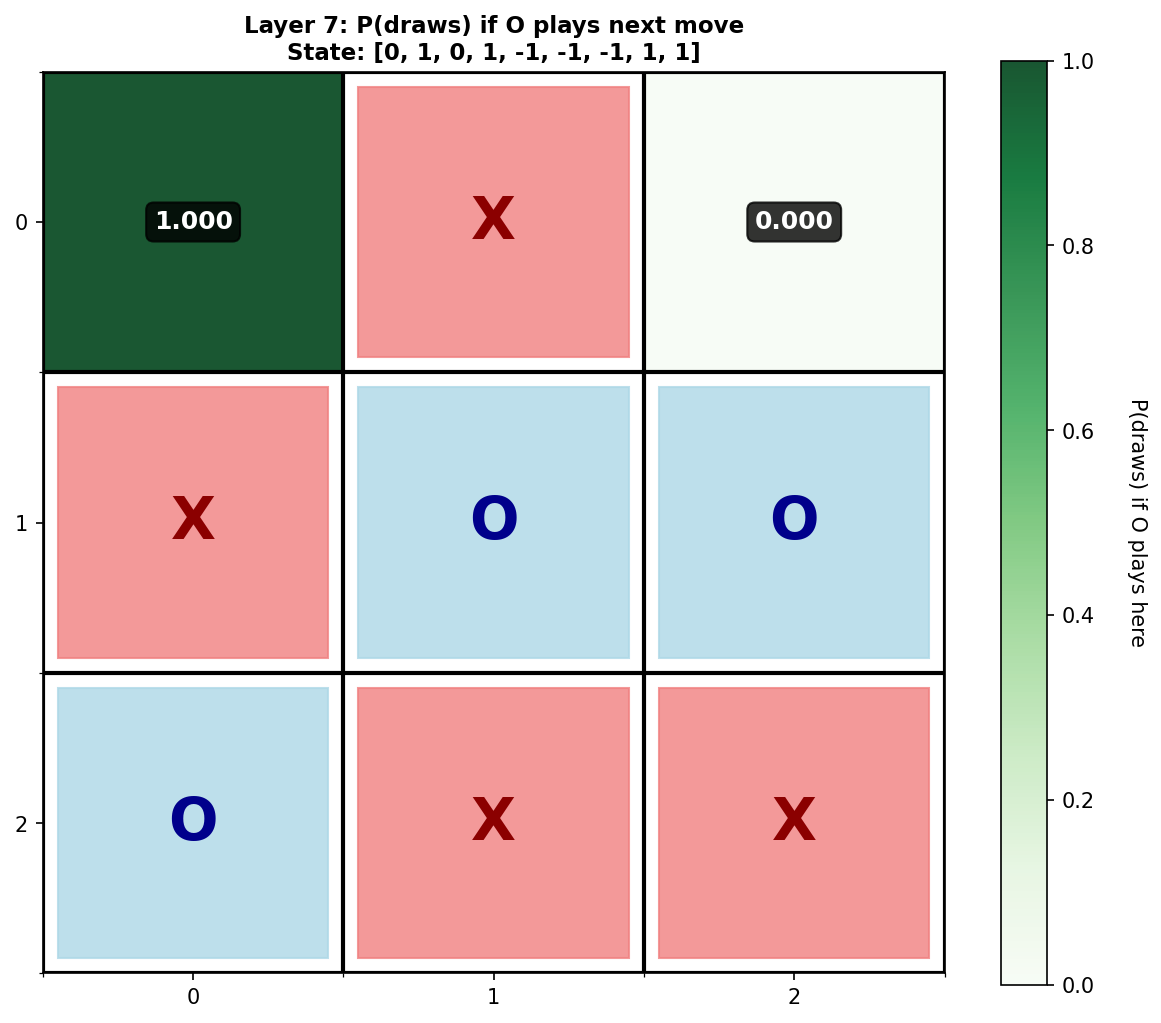 Layer 7: P(draws) if O plays next move
State: [0, 1, 0, 1, -1, -1, -1, 1, 1]
0
1.000
X
0.000
1
X
O
O
2
O
X
X
0
1
2
1.0
0.8
0.6
0.4
0.2
0.0
P(draws) if O plays here